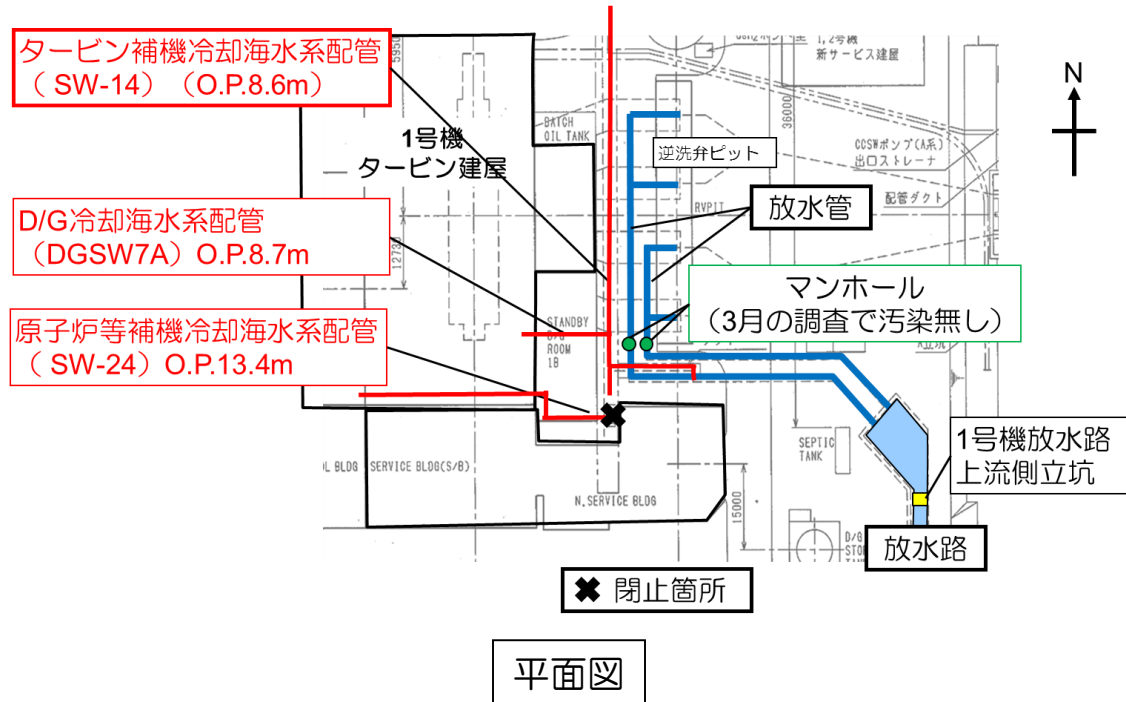 タービン補機冷却海水系配管
（ SW-14）（O.P.8.6m）
D/G冷却海水系配管
（DGSW7A）O.P.8.7m
原子炉等補機冷却海水系配管
（ SW-24）O.P.13.4m
5950
12730
1号機
タービン建屋
BATCH
OIL TANK
STANDBY
ROOM
1B
1,2号機
新サービス建屋
36000
逆洗弁ピット
CCSWポンプ(A系)
出口ストレーナ
配管ダクト
RVPIT
放水管
マンホール
（3月の調査で汚染無し）
N
SEPTIC
TANK
1号機放水路
上流側立坑
放水路
OL BLDG
SERVICE BLDG(S/B)
N.SERVICE BLDG
15000
D/G
✖ 閉止箇所
平面図